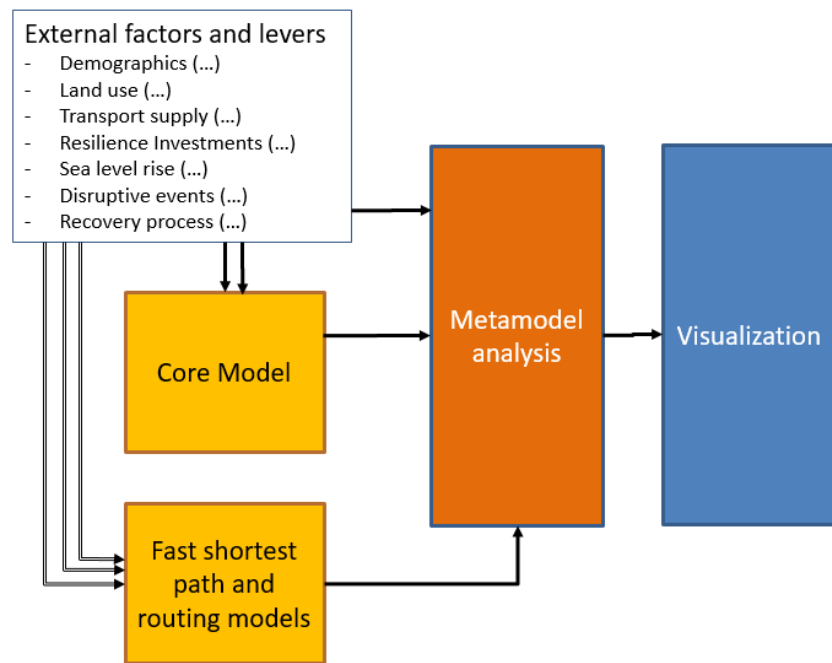 External factors and levers
- Demographics (...)
- Land use (...)
- Transport supply (...)
- Resilience Investments (...)
- Sea level rise (...)
- Disruptive events (...)
- Recovery process (...)
Core Model
Fast shortest
path and
routing models
Metamodel
analysis
Visualization